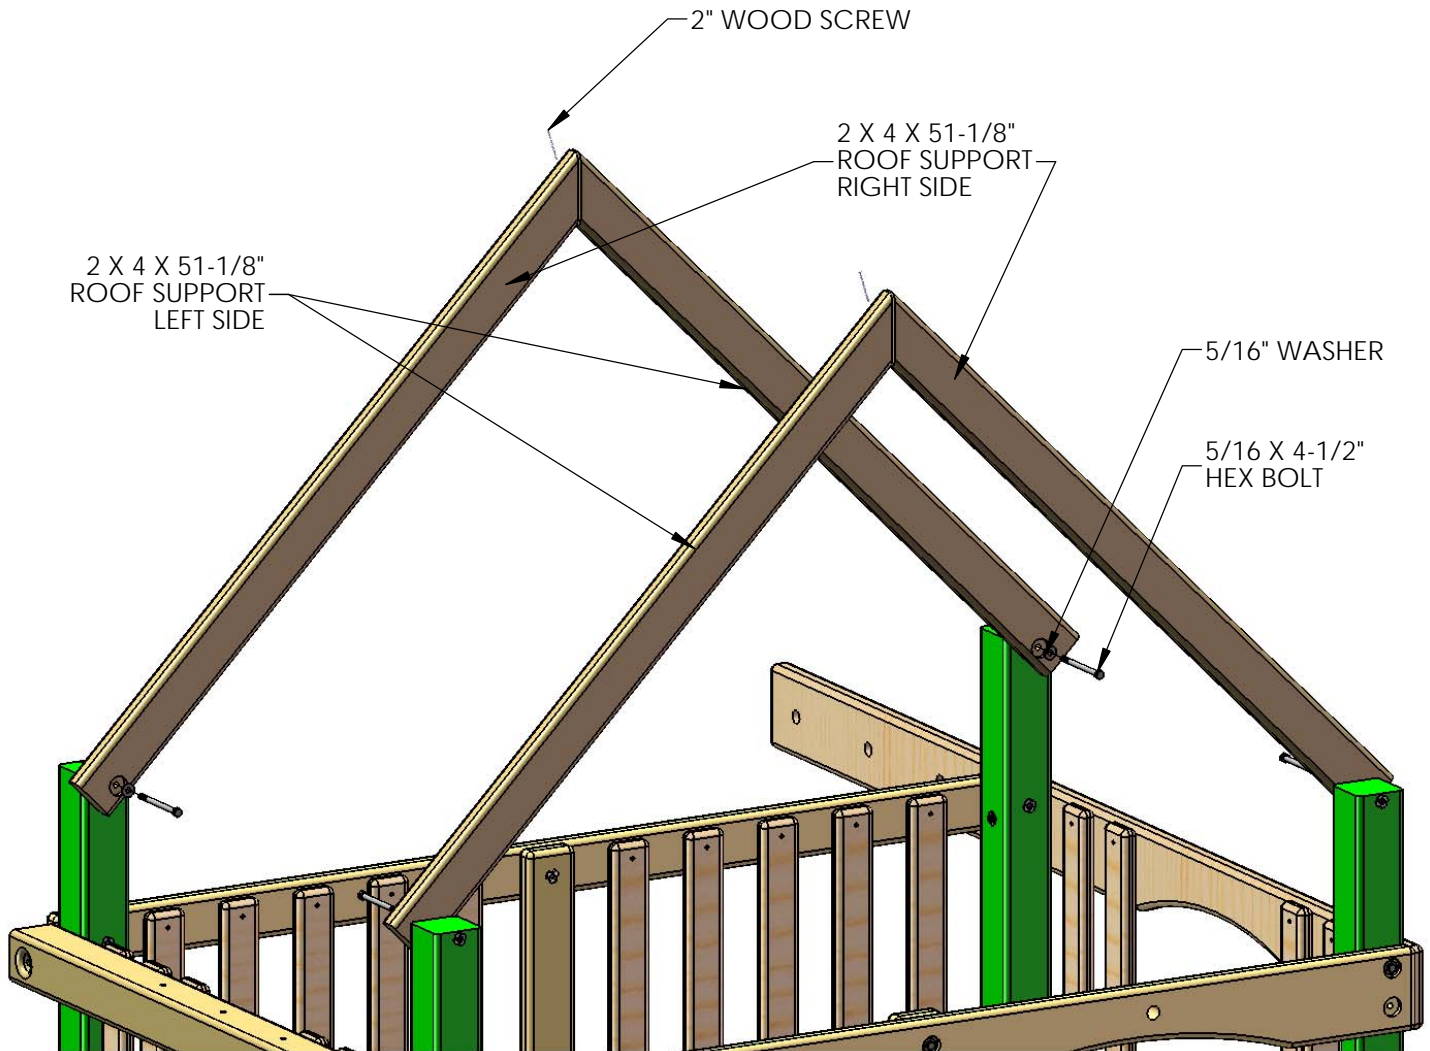 2" WOOD SCREW
2 X 4 X 51-1/8"
ROOF SUPPORT
RIGHT SIDE
2 X 4 X 51-1/8"
ROOF SUPPORT
LEFT SIDE
5/16" WASHER
5/16 X 4-1/2"
HEX BOLT